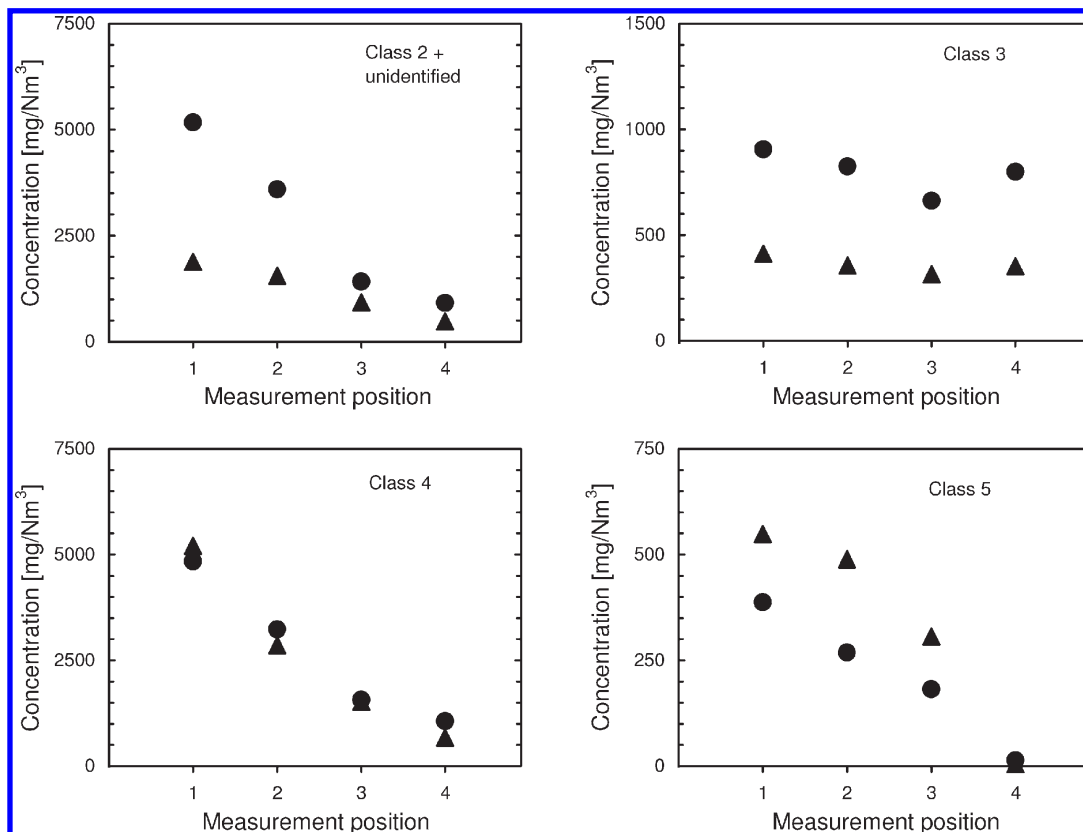 7500
5000
2500
0
Concentration [mg/Nm³]
Class 2 +
unidentified
1 2 3 4
Measurement position
1500
1000
500
0
Concentration [mg/Nm³]
Class 3
1 2 3 4
Measurement position
7500
5000
2500
0
Concentration [mg/Nm³]
Class 4
1 2 3 4
Measurement position
750
500
250
0
Concentration [mg/Nm³]
Class 5
1 2 3 4
Measurement position